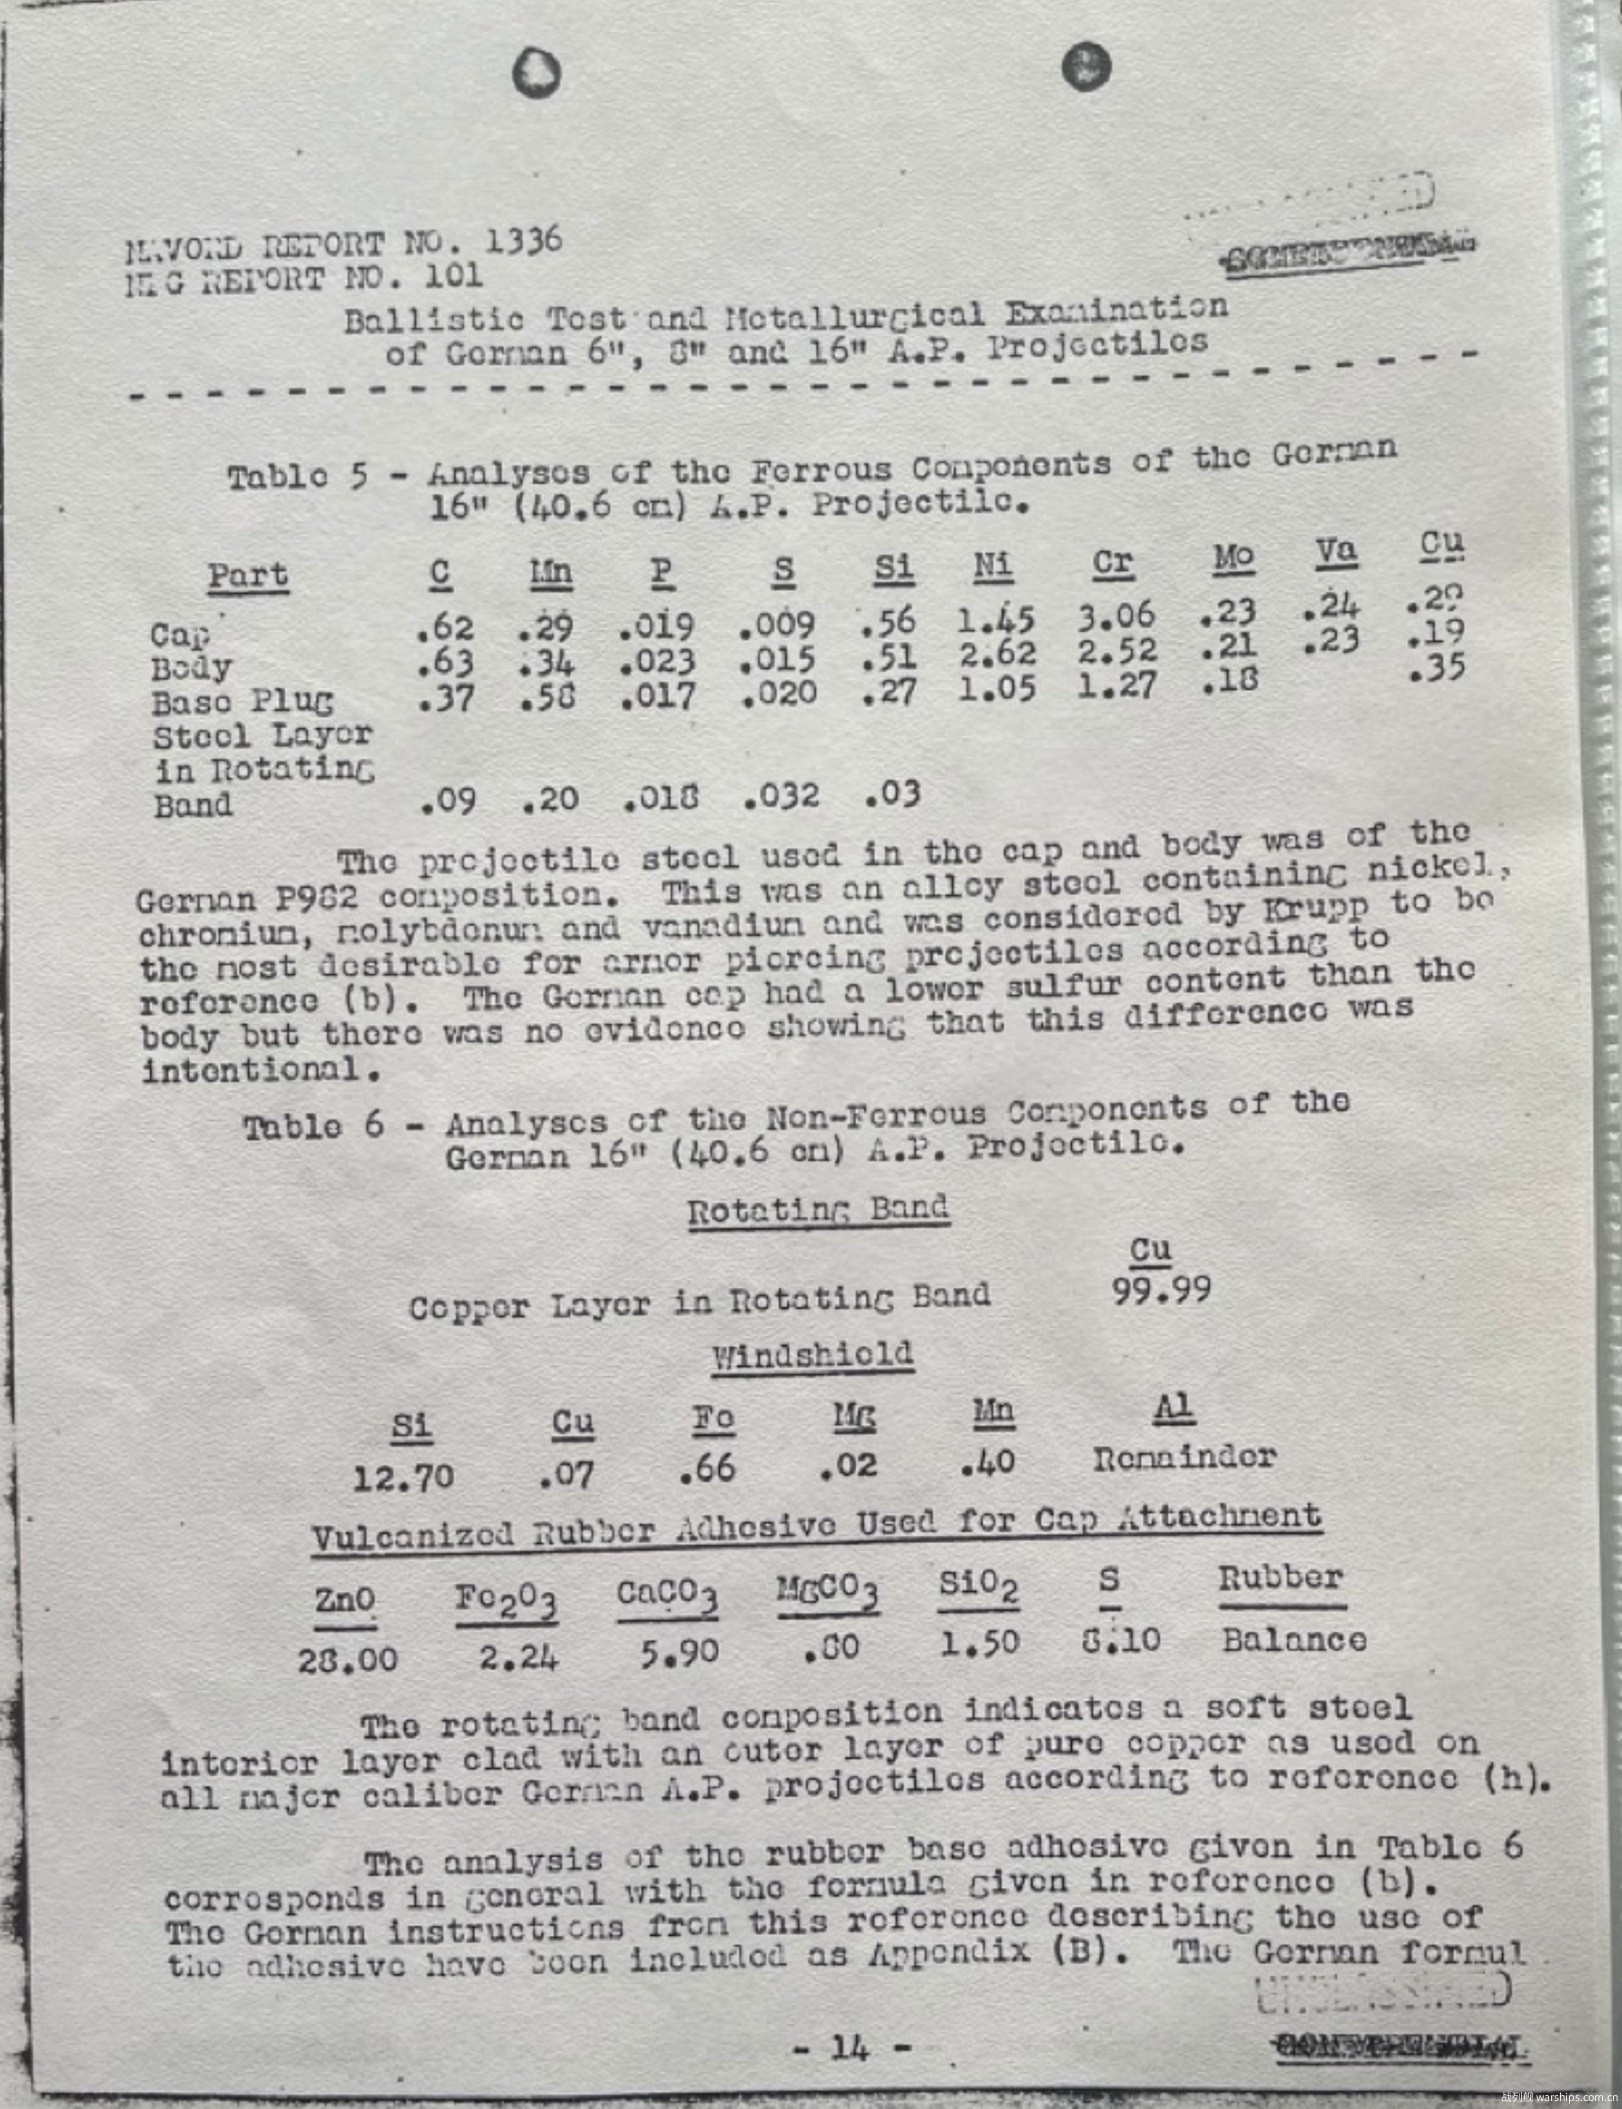 NAVORD REPORT NO. 1336
NPG REPORT NO. 101
Ballistic Test and Metallurgical Examination
of German 6", 8" and 16" A.P. Projectiles
Table 5 - Analyses of the Ferrous Components of the German
16" (40.6 cm) A.P. Projectile.
Part C Mn P S Si Ni Cr Mo Va Cu
Cap .62 .29 .019 .009 .56 1.45 3.06 .23 .24
Body .63 .34 .023 .015 .51 2.62 2.52 .21 .23 .19
Base Plug .37 .58 .017 .020 .27 1.05 1.27 .18 .35
Steel Layer
in Rotating
Band .09 .20 .018 .032 .03
The projectile steel used in the cap and body was of the
German P982 composition. This was an alloy steel containing nickel,
chromium, molybdenum and vanadium and was considered by Krupp to be
the most desirable for armor piercing projectiles according to
reference (b). The German cap had a lower sulfur content than the
body but there was no evidence showing that this difference was
intentional.
Table 6 - Analyses of the Non-Ferrous Components of the
German 16" (40.6 cm) A.P. Projectile.
Rotating Band
Cu
Copper Layer in Rotating Band 99.99
Windshield
Si Cu Fe Mg Mn Al
12.70 .07 .66 .02 .40 Remainder
Vulcanized Rubber Adhesive Used for Cap Attachment
ZnO Fe2O3 CaCO3 MgCO3 SiO2 S Rubber
28.00 2.24 5.90 .80 1.50 8.10 Balance
The rotating band composition indicates a soft steel
interior layer clad with an outer layer of pure copper as used on
all major caliber German A.P. projectiles according to reference (h).
The analysis of the rubber base adhesive given in Table 6
corresponds in general with the formula given in reference (b).
The German instructions from this reference describing the use of
the adhesive have been included as Appendix (B). The German formul
UNCLASSIFIED
- 14 -
CONFIDENTIAL
战列舰 warships.com.cn